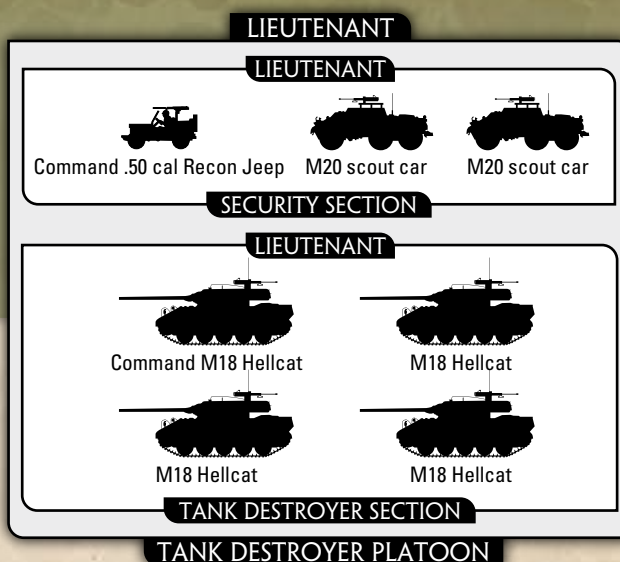 LIEUTENANT
LIEUTENANT
Command .50 cal Recon Jeep M20 scout car M20 scout car
SECURITY SECTION
LIEUTENANT
Command M18 Hellcat M18 Hellcat
M18 Hellcat M18 Hellcat
TANK DESTROYER SECTION
TANK DESTROYER PLATOON